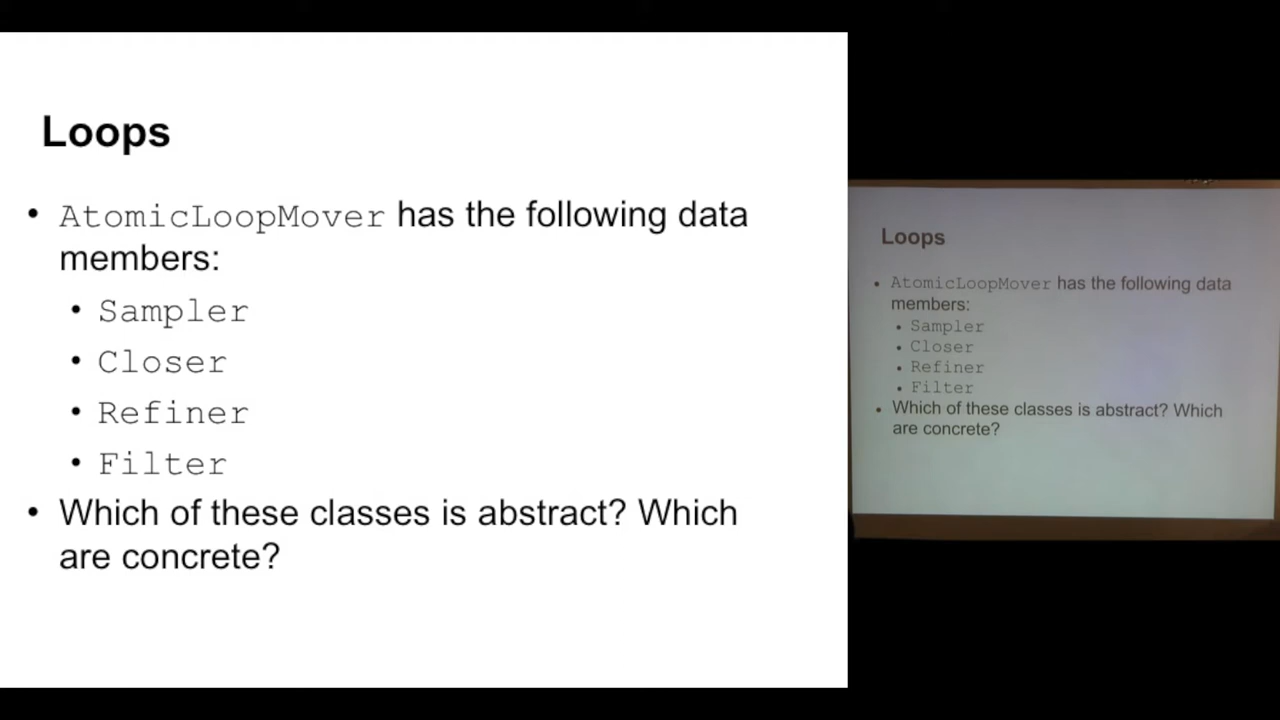 Loops
• AtomicLoopMover has the following data
members:
• Sampler
• Closer
• Refiner
• Filter
• Which of these classes is abstract? Which
are concrete?
Loops
• AtomicLoopMover has the following data
members:
• Sampler
• Closer
• Refiner
• Filter
• Which of these classes is abstract? Which
are concrete?